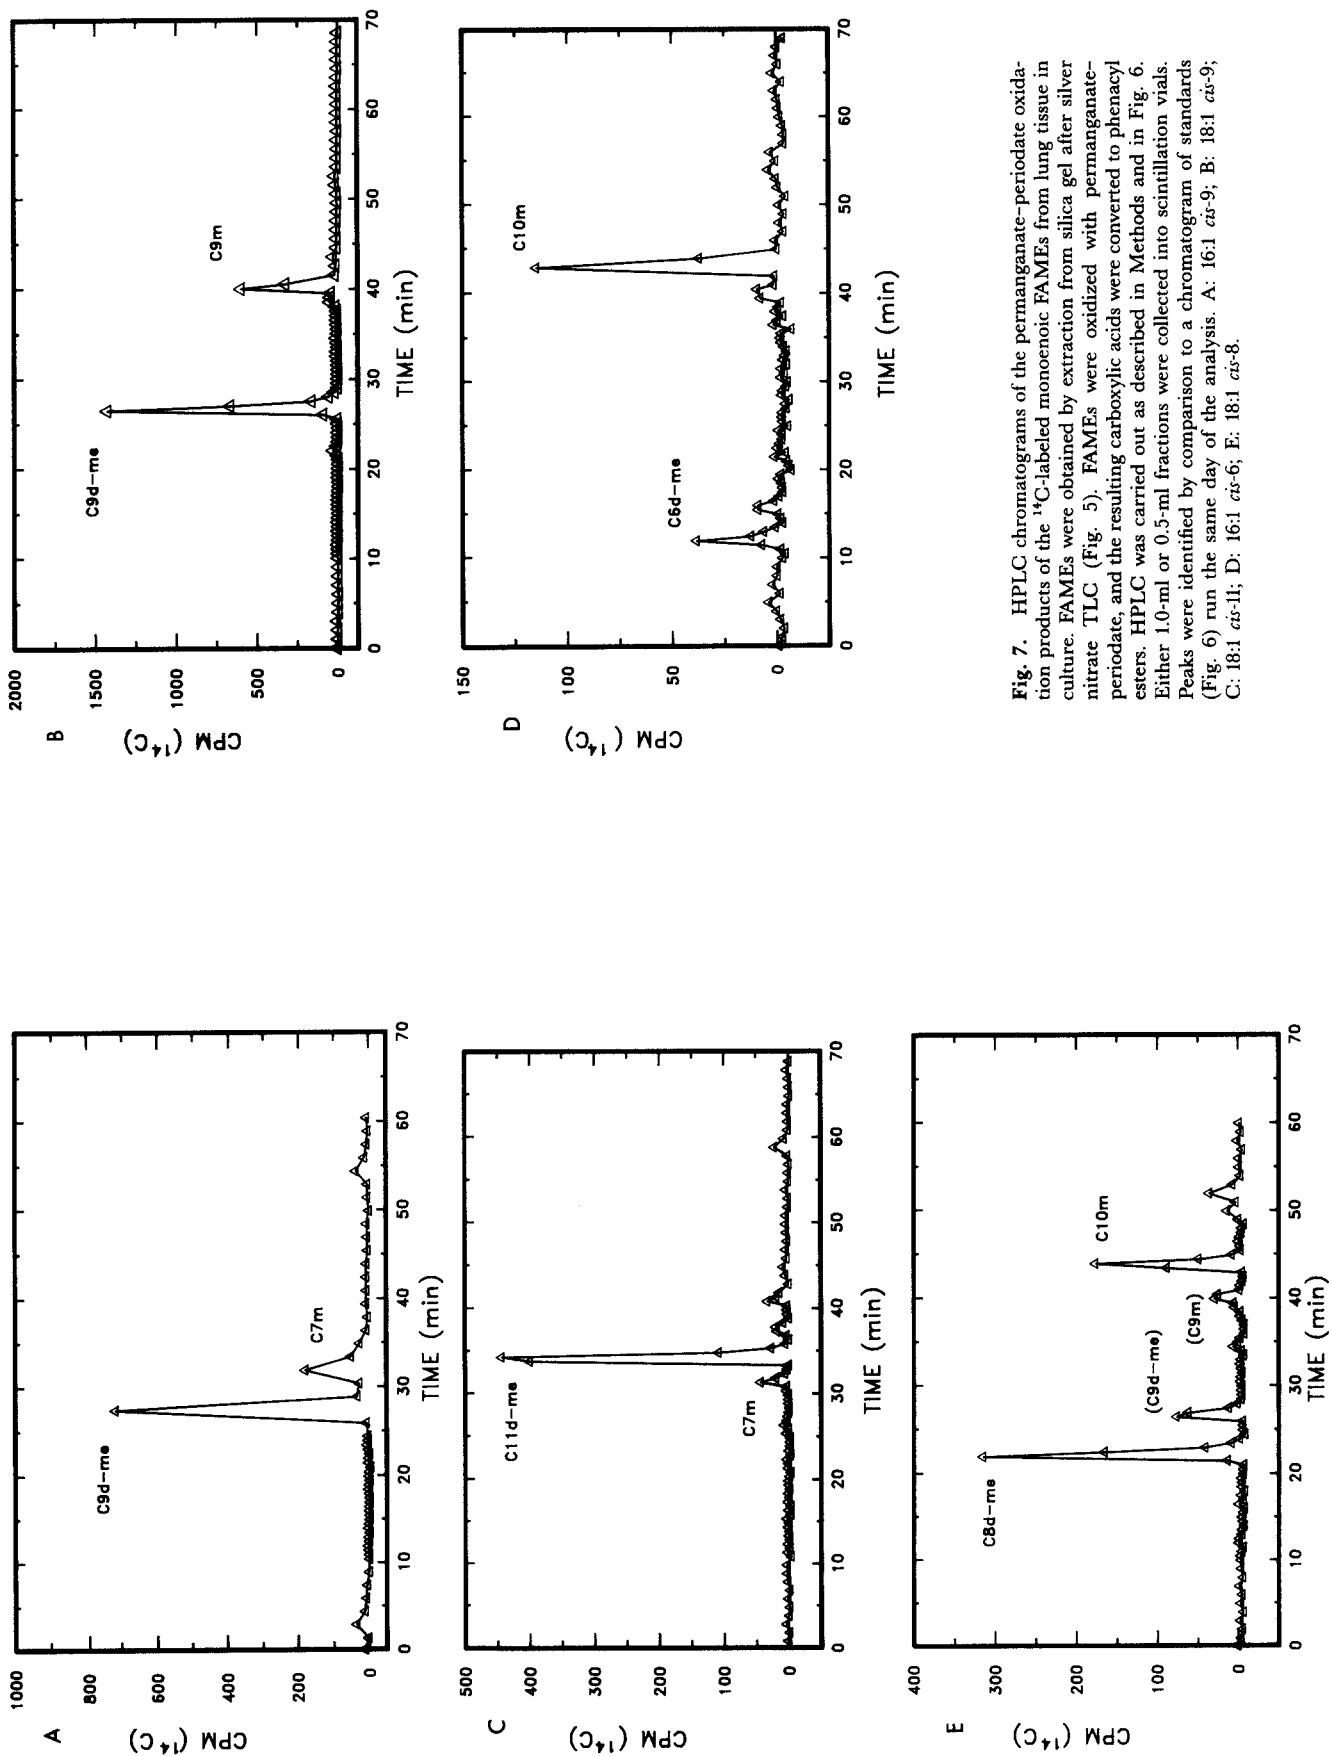 A
1000
800
600
400
200
0
CPM (¹⁴C)
C9d-me
C7m
0 10 20 30 40 50 60 70
TIME (min)
B
2000
1500
1000
500
0
CPM (¹⁴C)
C9d-me
C9m
0 10 20 30 40 50 60 70
TIME (min)
C
500
400
300
200
100
0
CPM (¹⁴C)
C11d-me
C7m
0 10 20 30 40 50 60 70
TIME (min)
D
150
100
50
0
CPM (¹⁴C)
C6d-me
C10m
0 10 20 30 40 50 60 70
TIME (min)
E
400
300
200
100
0
CPM (¹⁴C)
C8d-me
(C9d-me)
(C9m)
C10m
0 10 20 30 40 50 60 70
TIME (min)
Fig. 7. HPLC chromatograms of the permanganate-periodate oxida-
tion products of the ¹⁴C-labeled monoenoic FAMEs from lung tissue in
culture. FAMEs were obtained by extraction from silica gel after silver
nitrate TLC (Fig. 5). FAMEs were oxidized with permanganate-
periodate, and the resulting carboxylic acids were converted to phenacyl
esters. HPLC was carried out as described in Methods and in Fig. 6.
Either 1.0-ml or 0.5-ml fractions were collected into scintillation vials.
Peaks were identified by comparison to a chromatogram of standards
(Fig. 6) run the same day of the analysis. A: 16:1 cis-9; B: 18:1 cis-9;
C: 18:1 cis-11; D: 16:1 cis-6; E: 18:1 cis-8.